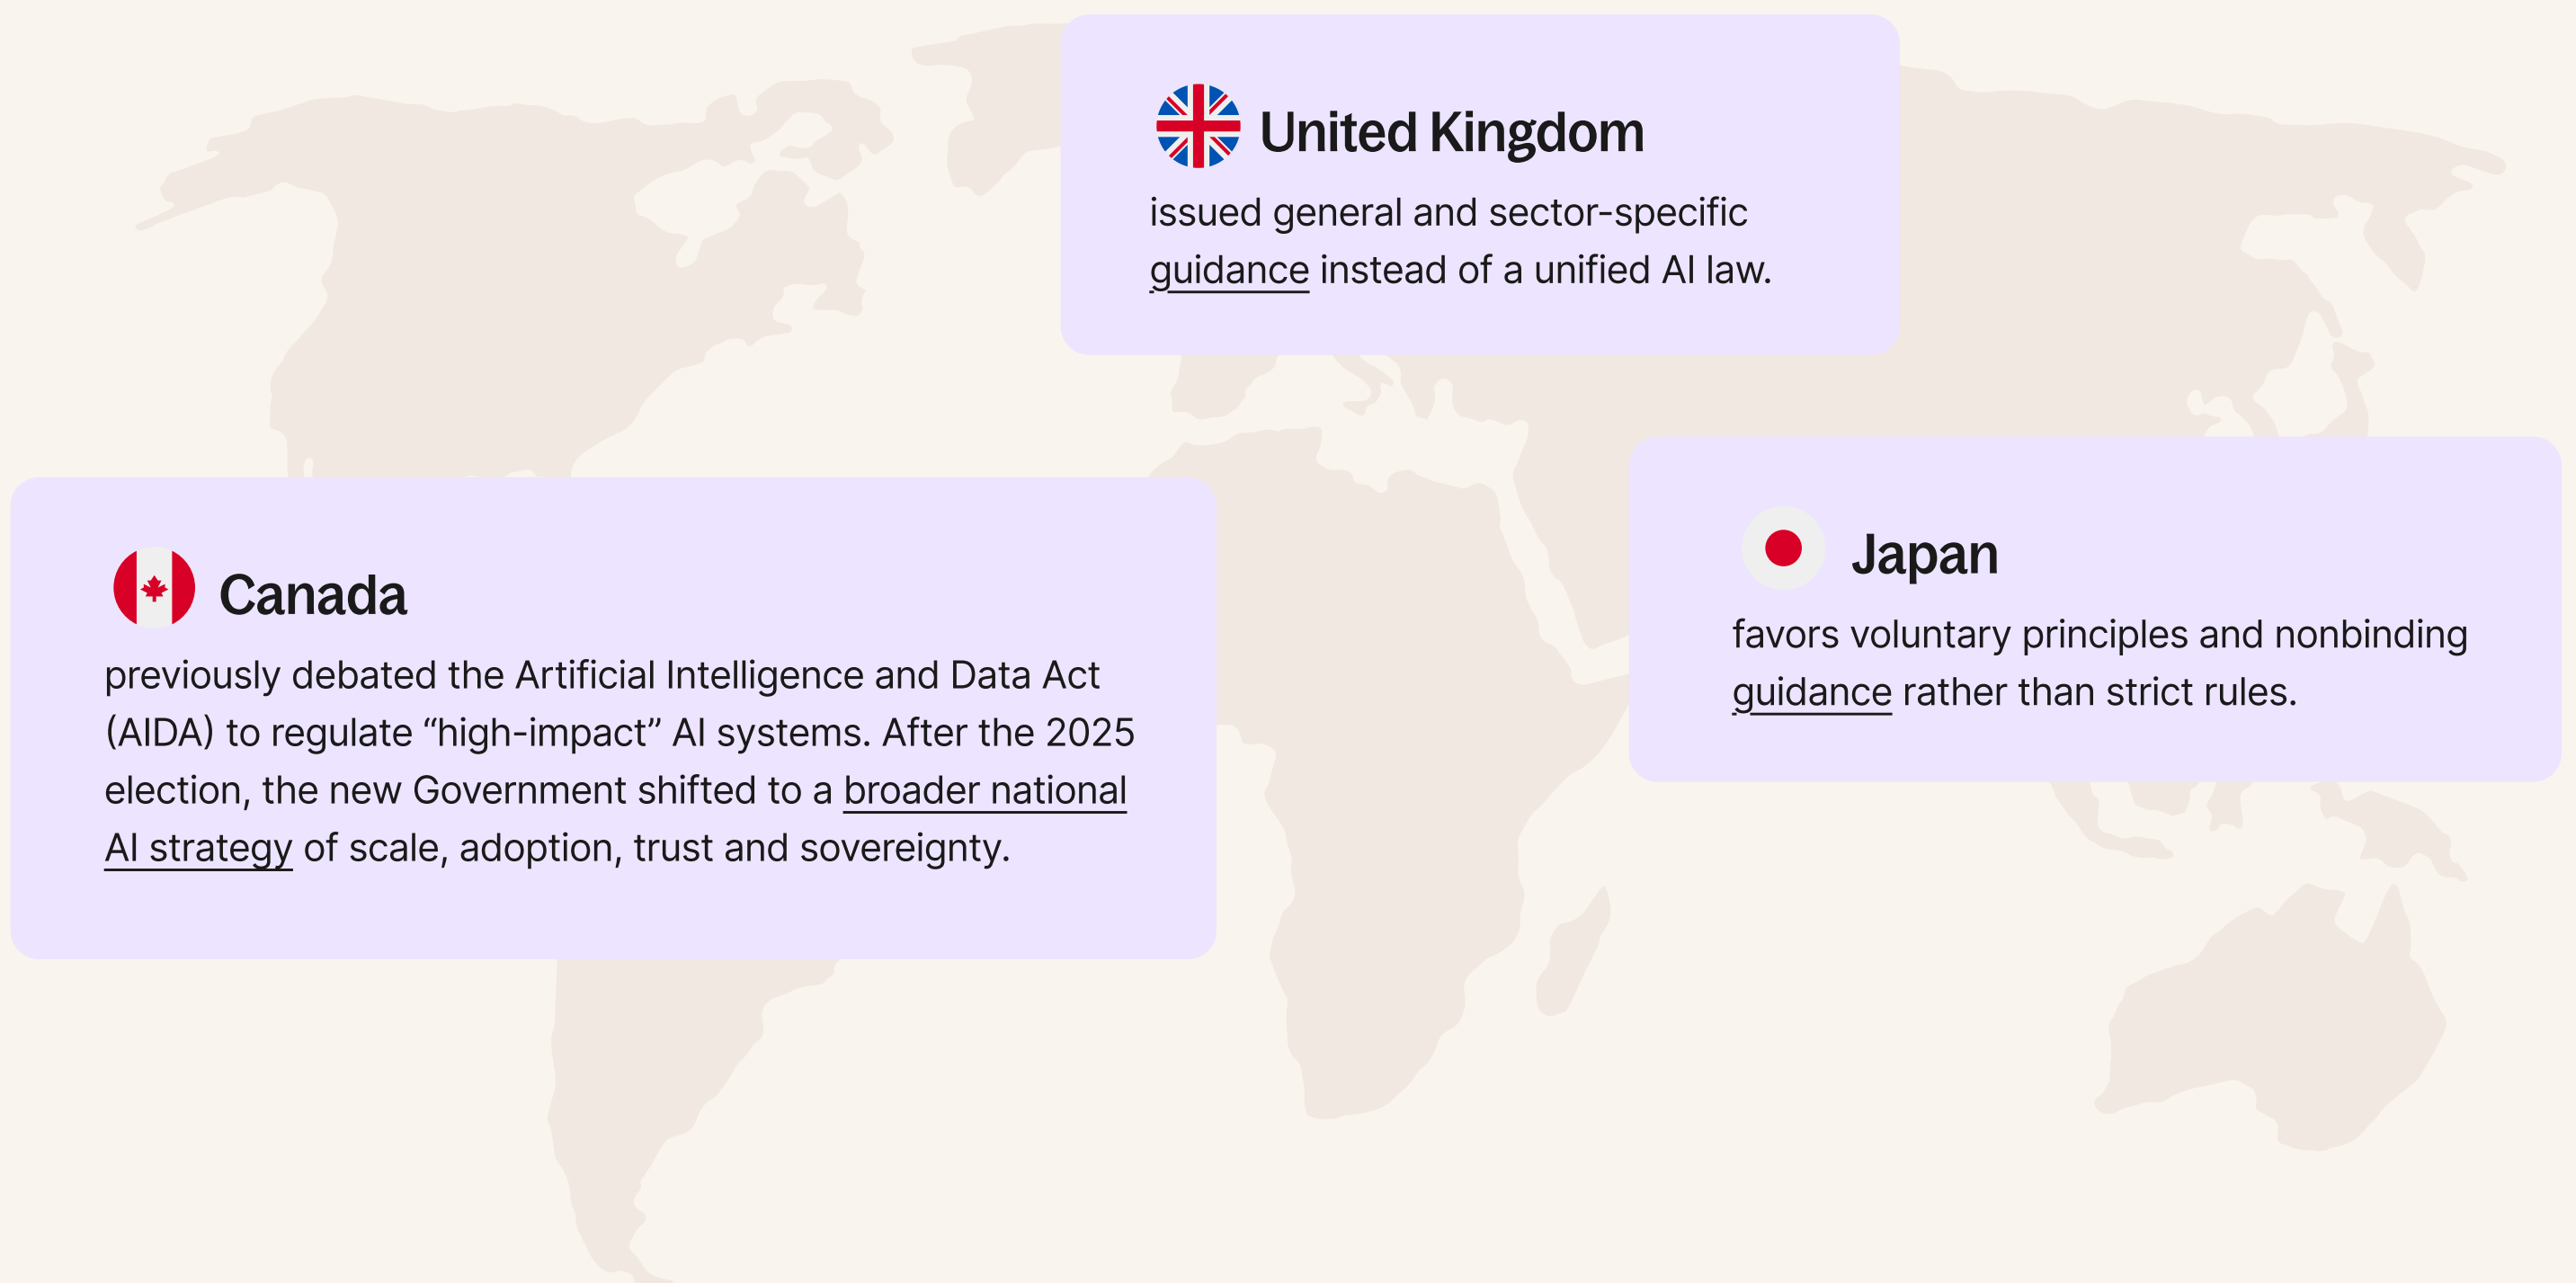 United Kingdom
issued general and sector-specific
guidance instead of a unified AI law.
Canada
previously debated the Artificial Intelligence and Data Act
(AIDA) to regulate “high-impact” AI systems. After the 2025
election, the new Government shifted to a broader national
AI strategy of scale, adoption, trust and sovereignty.
Japan
favors voluntary principles and nonbinding
guidance rather than strict rules.